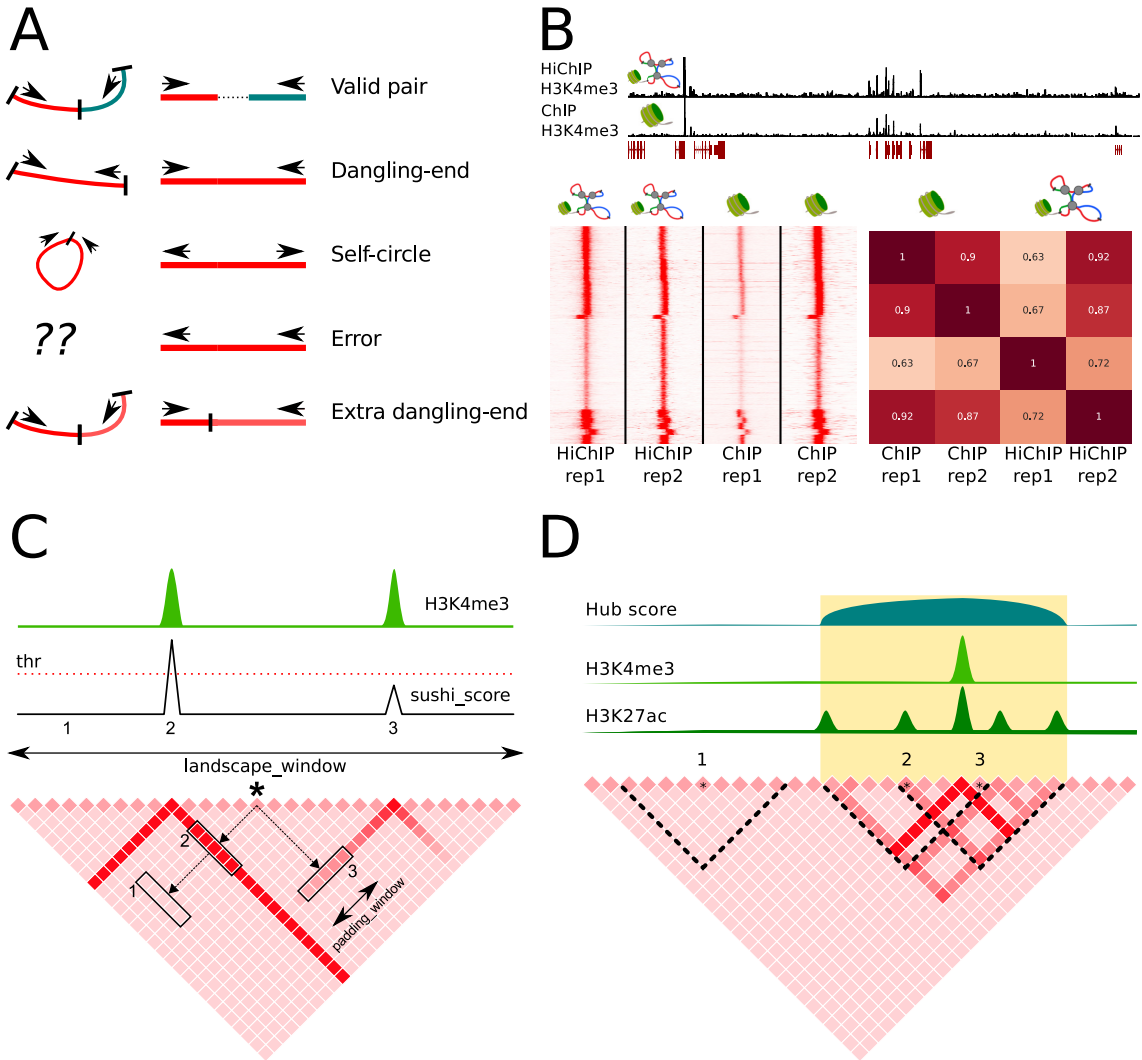 A
Valid pair
Dangling-end
Self-circle
??
Error
Extra dangling-end
B
HiChIP
H3K4me3
ChIP
H3K4me3
HiChIP rep1
HiChIP rep2
ChIP rep1
ChIP rep2
1 0.9 0.63 0.92
0.9 1 0.67 0.87
0.63 0.67 1 0.72
0.92 0.87 0.72 1
ChIP rep1
ChIP rep2
HiChIP rep1
HiChIP rep2
C
H3K4me3
thr
sushi_score
1 2 3
landscape_window
*
2
1
3
padding_window
D
Hub score
H3K4me3
H3K27ac
1 2 3
* * *